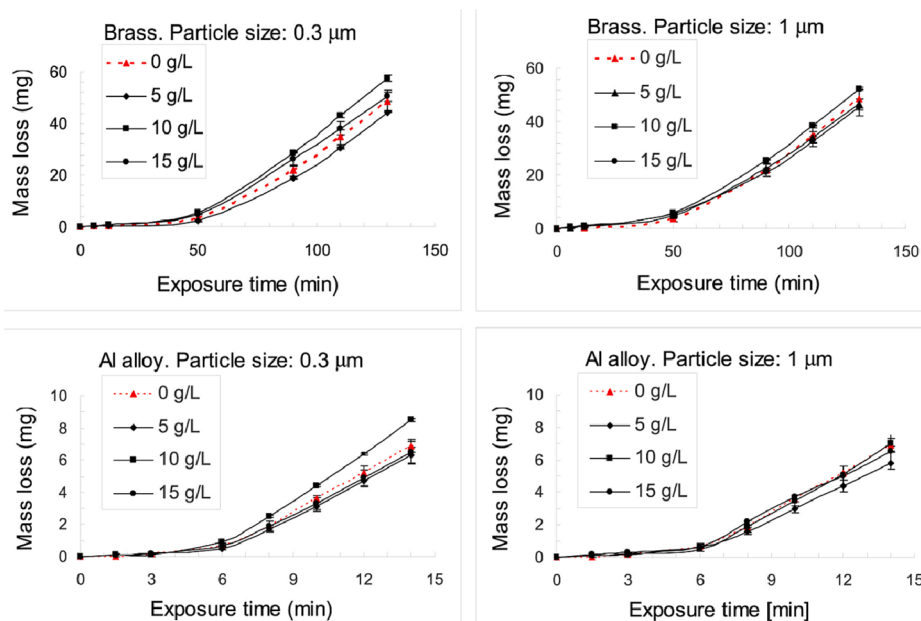 Brass. Particle size: 0.3 µm
0 g/L
5 g/L
10 g/L
15 g/L
60
40
20
0
Mass loss (mg)
0 50 100 150
Exposure time (min)
Brass. Particle size: 1 µm
0 g/L
5 g/L
10 g/L
15 g/L
60
40
20
0
Mass loss (mg)
0 50 100 150
Exposure time (min)
Al alloy. Particle size: 0.3 µm
0 g/L
5 g/L
10 g/L
15 g/L
10
8
6
4
2
0
Mass loss (mg)
0 3 6 9 12 15
Exposure time (min)
Al alloy. Particle size: 1 µm
0 g/L
5 g/L
10 g/L
15 g/L
10
8
6
4
2
0
Mass loss (mg)
0 3 6 9 12 15
Exposure time [min]